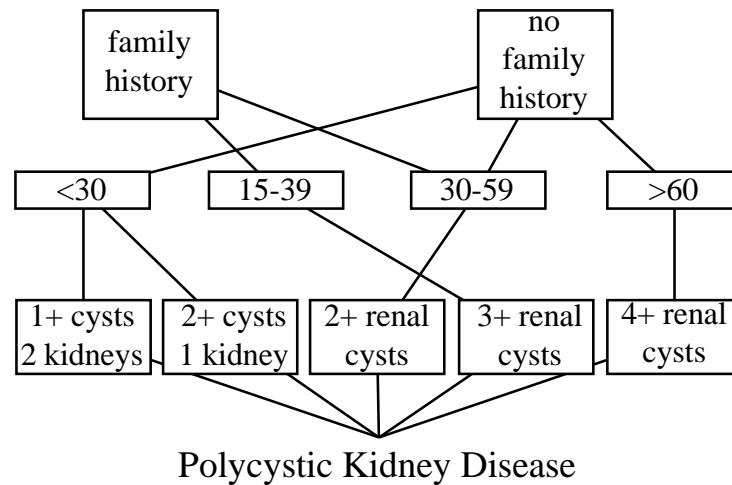 family
history
no
family
history
<30
15-39
30-59
>60
1+ cysts
2 kidneys
2+ cysts
1 kidney
2+ renal
cysts
3+ renal
cysts
4+ renal
cysts
Polycystic Kidney Disease